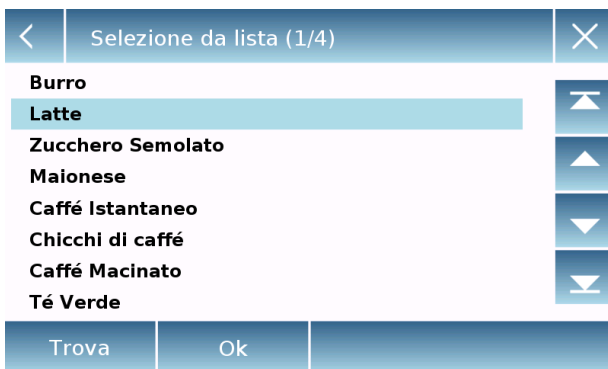 Selezione da lista (1/4)
Burro
Latte
Zucchero Semolato
Maionese
Caffé Istantaneo
Chicchi di caffé
Caffé Macinato
Té Verde
Trova
Ok